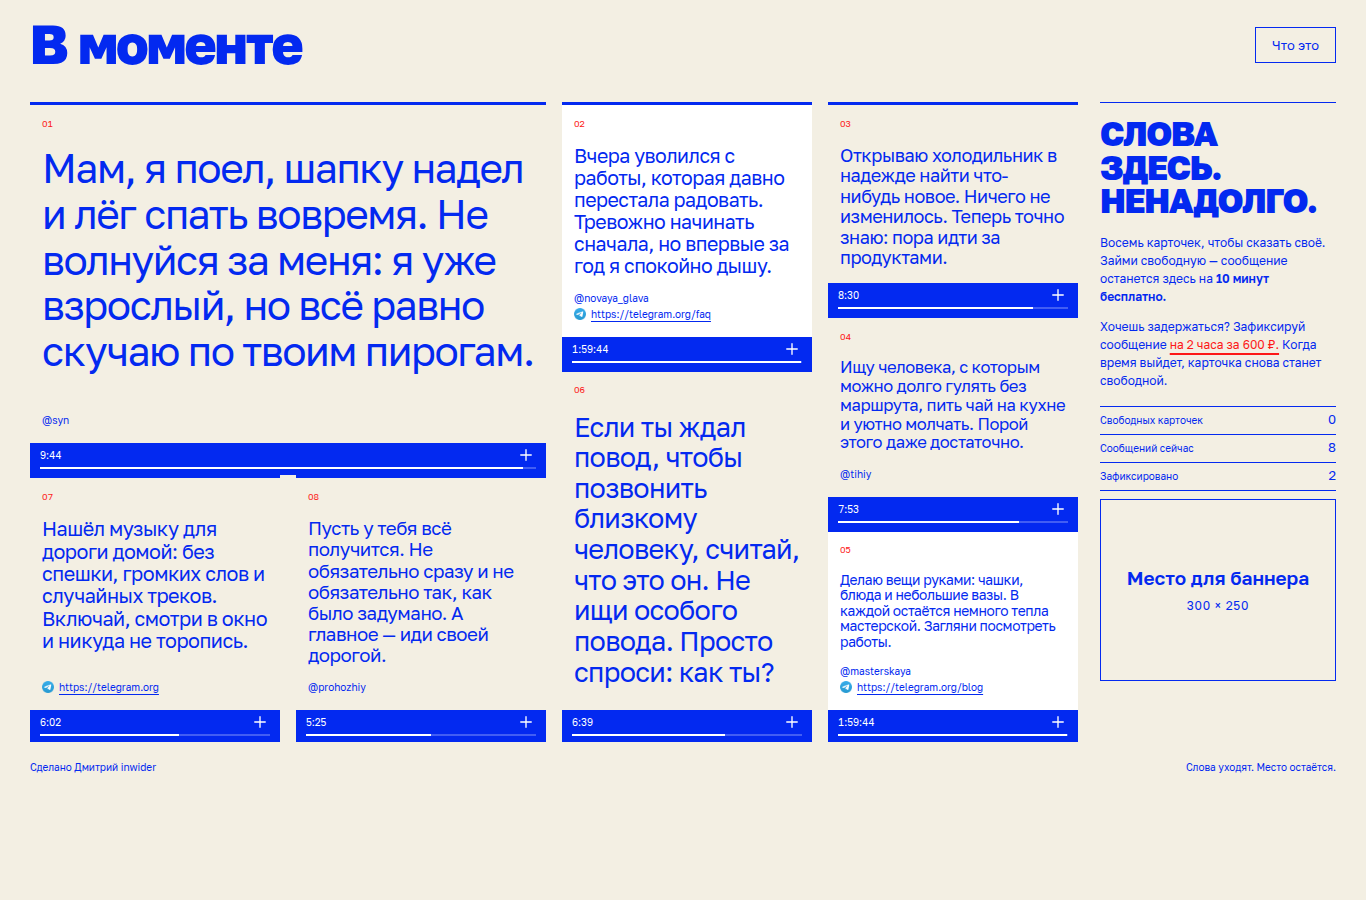 В моменте
Что это
01
Мам, я поел, шапку надел
и лёг спать вовремя. Не
волнуйся за меня: я уже
взрослый, но всё равно
скучаю по твоим пирогам.
@syn
9:44
02
Вчера уволился с
работы, которая давно
перестала радовать.
Тревожно начинать
сначала, но впервые за
год я спокойно дышу.
@novaya_glava
https://telegram.org/faq
1:59:44
03
Открываю холодильник в
надежде найти что-
нибудь новое. Ничего не
изменилось. Теперь точно
знаю: пора идти за
продуктами.
8:30
04
Ищу человека, с которым
можно долго гулять без
маршрута, пить чай на кухне
и уютно молчать. Порой
этого даже достаточно.
@tihiy
7:53
05
Делаю вещи руками: чашки,
блюда и небольшие вазы. В
каждой остаётся немного тепла
мастерской. Загляни посмотреть
работы.
@masterskaya
https://telegram.org/blog
1:59:44
06
Если ты ждал
повод, чтобы
позвонить
близкому
человеку, считай,
что это он. Не
ищи особого
повода. Просто
спроси: как ты?
6:39
07
Нашёл музыку для
дороги домой: без
спешки, громких слов и
случайных треков.
Включай, смотри в окно
и никуда не торопись.
https://telegram.org
6:02
08
Пусть у тебя всё
получится. Не
обязательно сразу и не
обязательно так, как
было задумано. А
главное — иди своей
дорогой.
@prohozhiy
5:25
СЛОВА
ЗДЕСЬ.
НЕНАДОЛГО.
Восемь карточек, чтобы сказать своё.
Займи свободную — сообщение
останется здесь на 10 минут
бесплатно.
Хочешь задержаться? Зафиксируй
сообщение на 2 часа за 600 ₽. Когда
время выйдет, карточка снова станет
свободной.
Свободных карточек 0
Сообщений сейчас 8
Зафиксировано 2
Место для баннера
300 × 250
Сделано Дмитрий inwider
Слова уходят. Место остаётся.